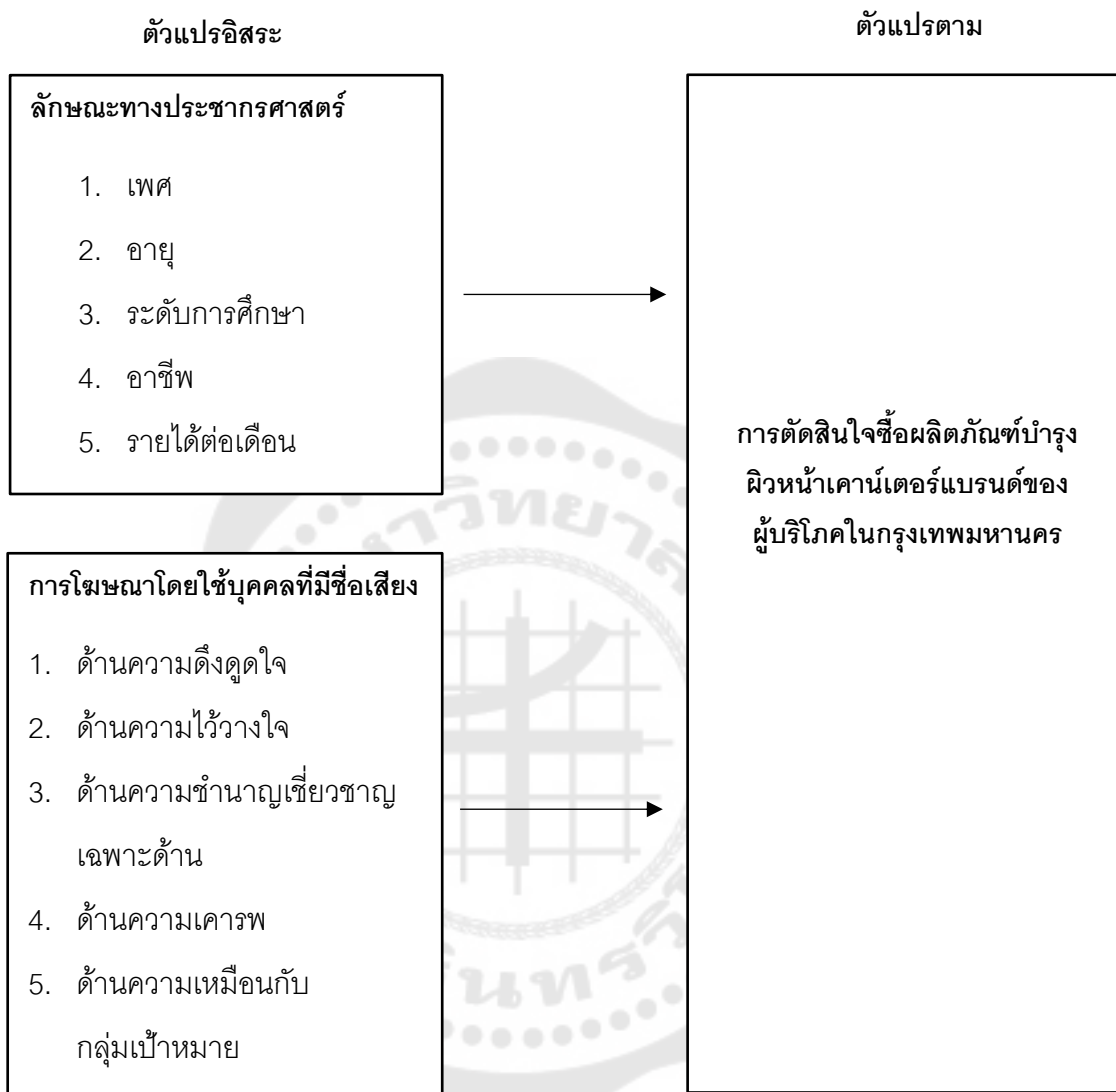 ตัวแปรอิสระ
ตัวแปรตาม
ลักษณะทางประชากรศาสตร์
1. เพศ
2. อายุ
3. ระดับการศึกษา
4. อาชีพ
5. รายได้ต่อเดือน
การโฆษณาโดยใช้บุคคลที่มีชื่อเสียง
1. ด้านความดึงดูดใจ
2. ด้านความไว้วางใจ
3. ด้านความชำนาญเชี่ยวชาญ
เฉพาะด้าน
4. ด้านความเคารพ
5. ด้านความเหมือนกับ
กลุ่มเป้าหมาย
การตัดสินใจซื้อผลิตภัณฑ์บำรุง
ผิวหน้าเคาน์เตอร์แบรนด์ของ
ผู้บริโภคในกรุงเทพมหานคร